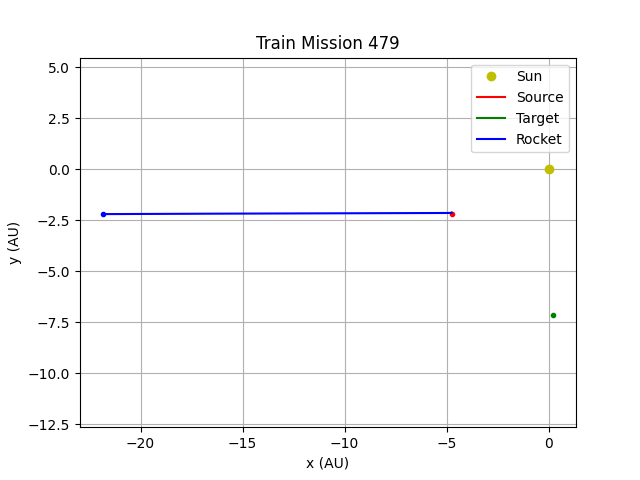 Train Mission 479
Sun
Source
Target
Rocket
5.0
2.5
0.0
−2.5
−5.0
−7.5
−10.0
−12.5
y (AU)
−20
−15
−10
−5
0
x (AU)